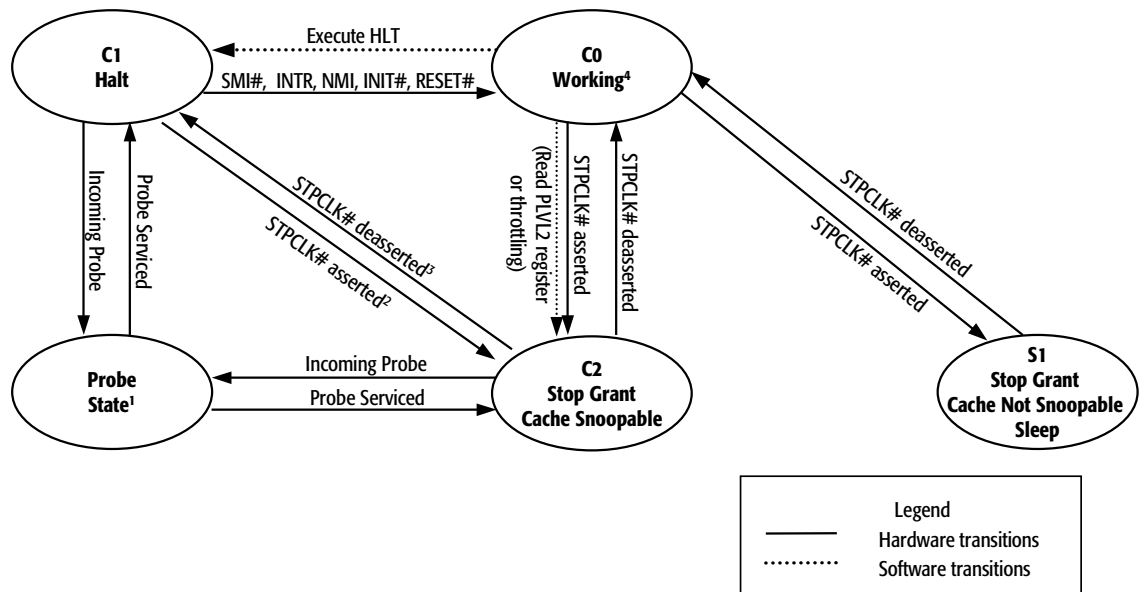 Execute HLT
C1
Halt
C0
Working⁴
SMI#, INTR, NMI, INIT#, RESET#
Incoming Probe
Probe Serviced
STPCLK# deasserted³
STPCLK# asserted²
(Read PLVL2 register
or throttling)
STPCLK# asserted
STPCLK# deasserted
STPCLK# deasserted
STPCLK# asserted
Probe
State¹
Incoming Probe
Probe Serviced
C2
Stop Grant
Cache Snoopable
S1
Stop Grant
Cache Not Snoopable
Sleep
Legend
Hardware transitions
Software transitions